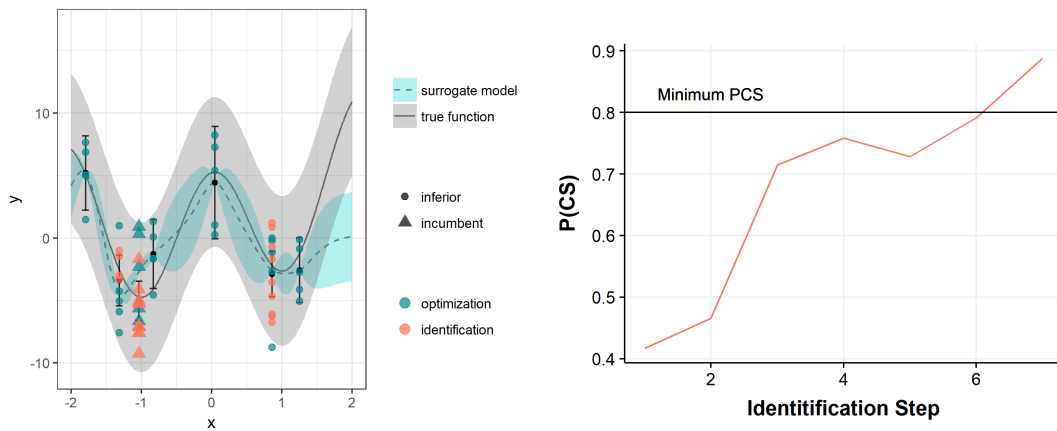 10
0
-10
y
-2
-1
0
1
2
x
surrogate model
true function
inferior
incumbent
optimization
identification
0.9
0.8
0.7
0.6
0.5
0.4
P(CS)
Minimum PCS
2
4
6
Identitification Step